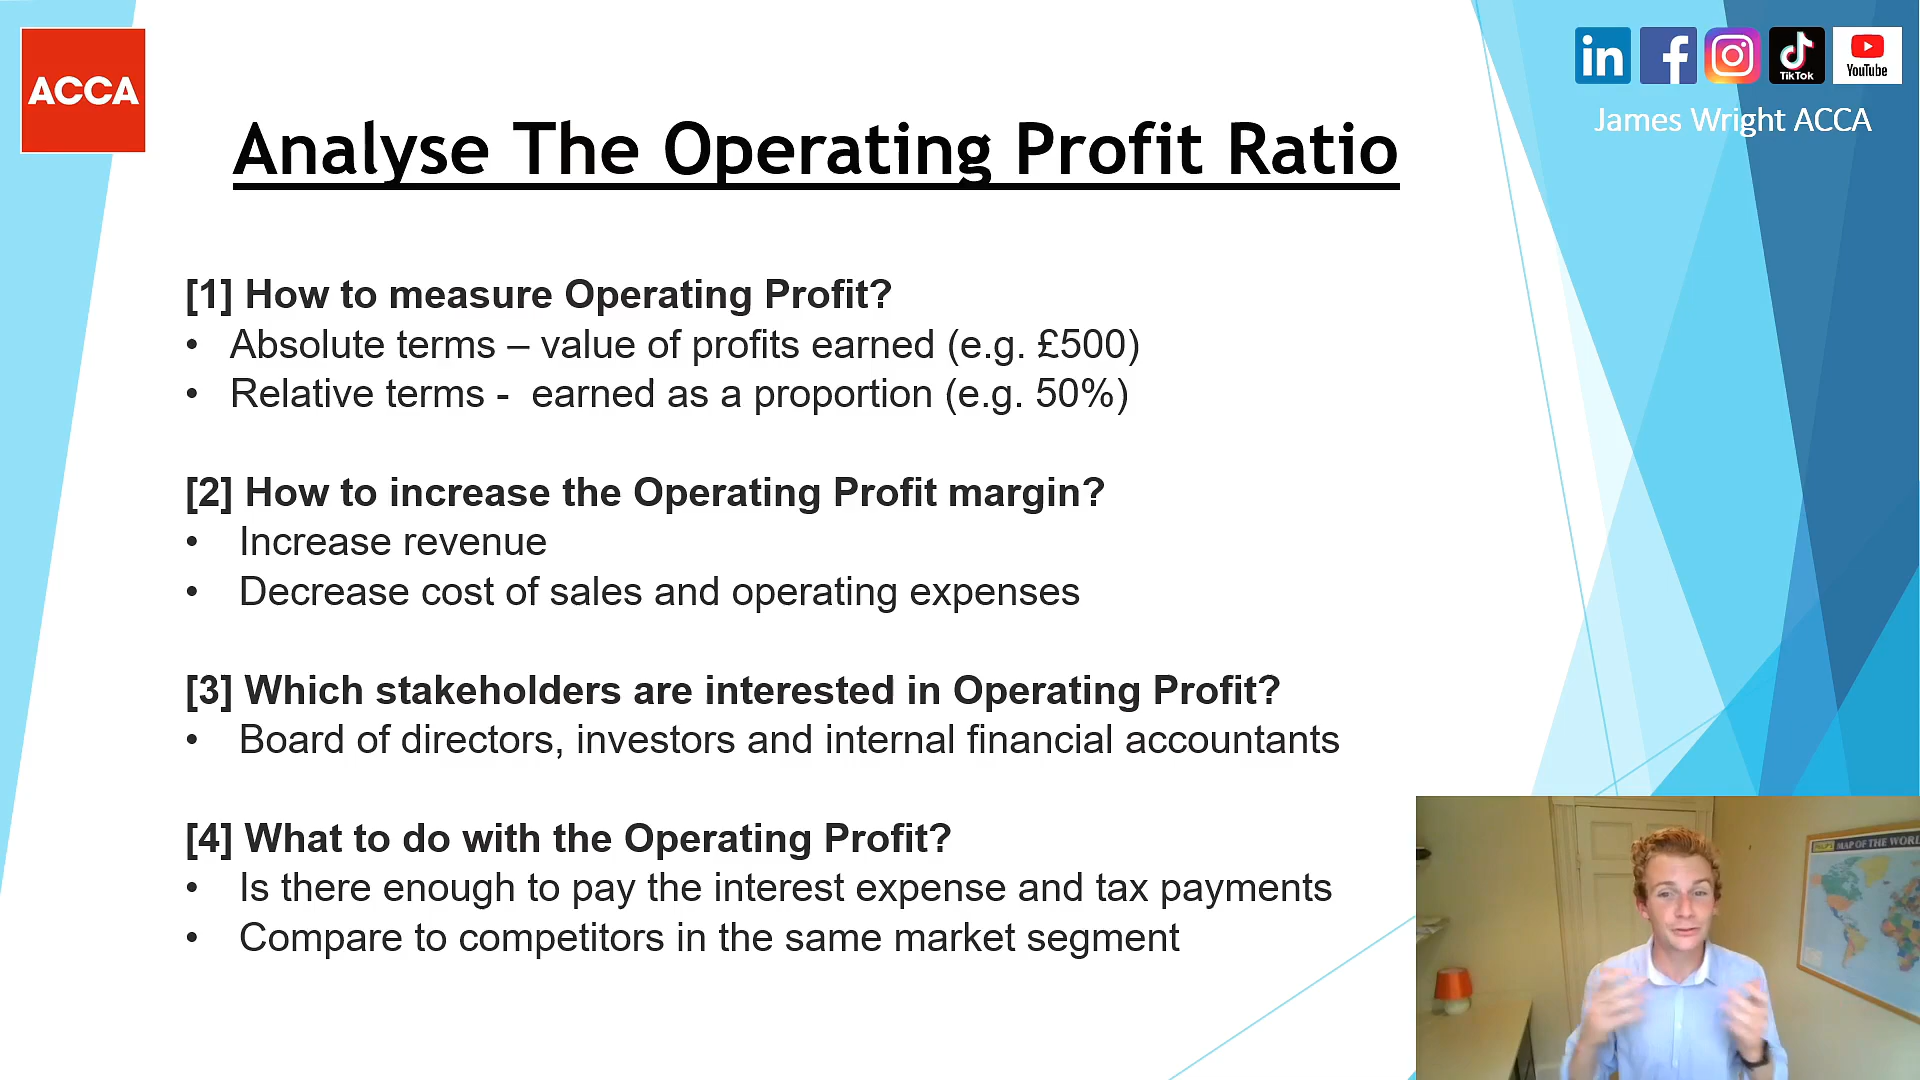 ACCA
in
f
TikTok
YouTube
James Wright ACCA
Analyse The Operating Profit Ratio
[1] How to measure Operating Profit?
• Absolute terms – value of profits earned (e.g. £500)
• Relative terms - earned as a proportion (e.g. 50%)
[2] How to increase the Operating Profit margin?
• Increase revenue
• Decrease cost of sales and operating expenses
[3] Which stakeholders are interested in Operating Profit?
• Board of directors, investors and internal financial accountants
[4] What to do with the Operating Profit?
• Is there enough to pay the interest expense and tax payments
• Compare to competitors in the same market segment
MAP OF THE WORLD